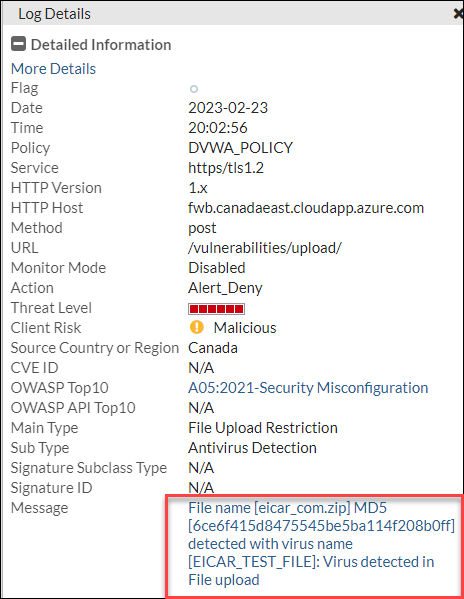 Log Details
Detailed Information
More Details
Flag
Date 2023-02-23
Time 20:02:56
Policy DVWA_POLICY
Service https/tls1.2
HTTP Version 1.x
HTTP Host fwb.canadaeast.cloudapp.azure.com
Method post
URL /vulnerabilities/upload/
Monitor Mode Disabled
Action Alert_Deny
Threat Level
Client Risk Malicious
Source Country or Region Canada
CVE ID N/A
OWASP Top10 A05:2021-Security Misconfiguration
OWASP API Top10 N/A
Main Type File Upload Restriction
Sub Type Antivirus Detection
Signature Subclass Type N/A
Signature ID N/A
Message File name [eicar_com.zip] MD5
[6ce6f415d8475545be5ba114f208b0ff]
detected with virus name
[EICAR_TEST_FILE]: Virus detected in
File upload